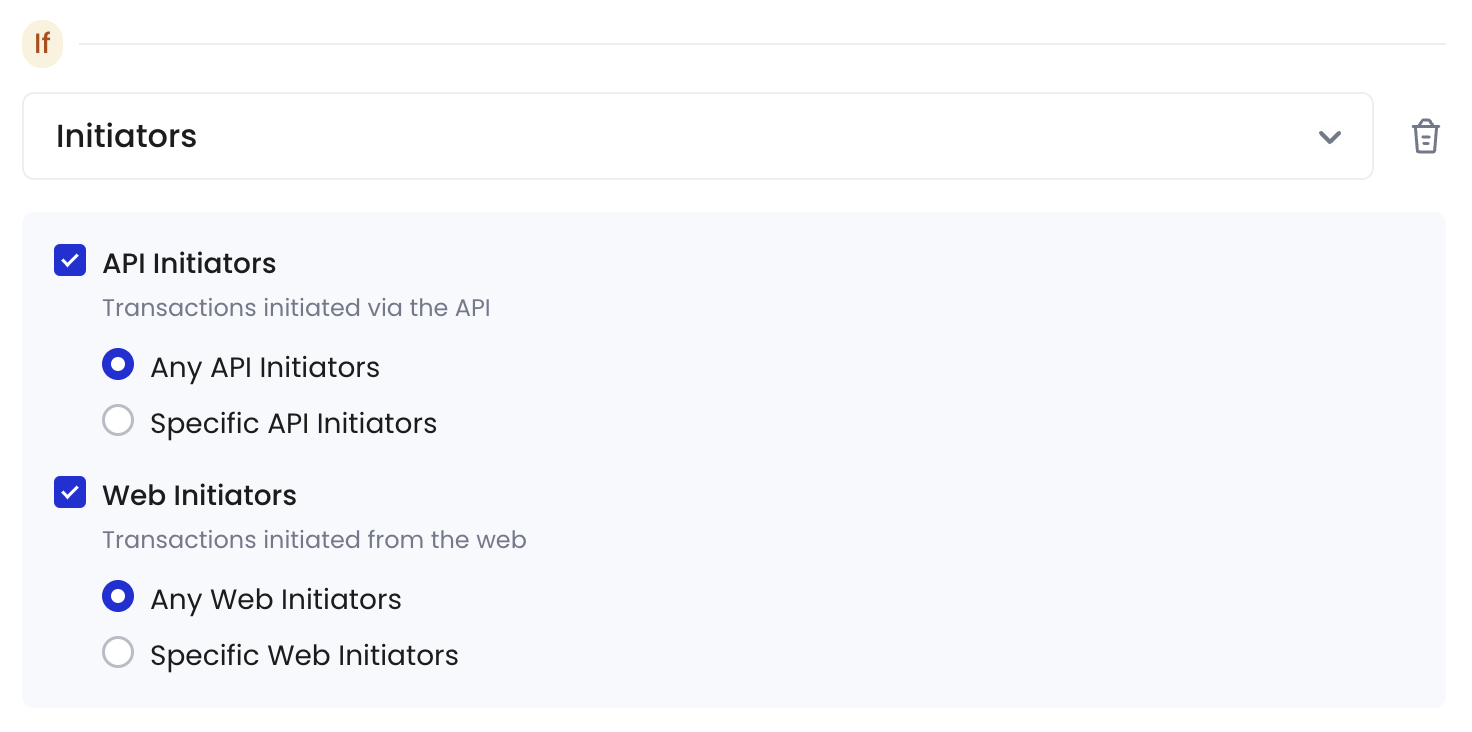 If
Initiators
API Initiators
Transactions initiated via the API
Any API Initiators
Specific API Initiators
Web Initiators
Transactions initiated from the web
Any Web Initiators
Specific Web Initiators